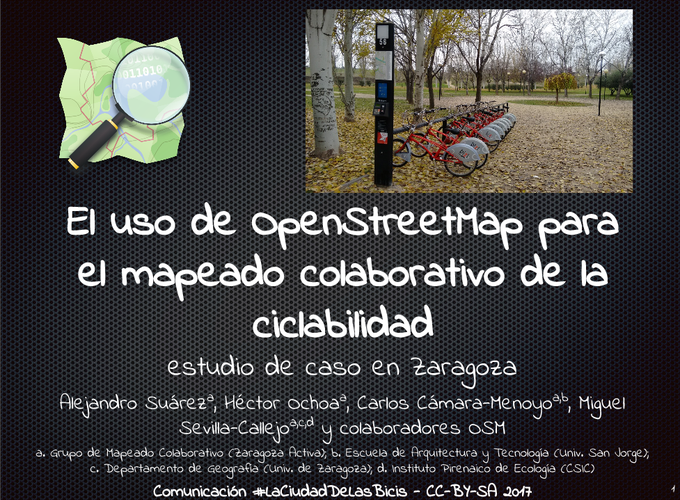 011010
El uso de OpenStreetMap para
el mapeado colaborativo de la
ciclabilidad
estudio de caso en Zaragoza
Alejandro Suárezª, Héctor Ochoaª, Carlos Cámara-Menoyoª,ᵇ, Miguel
Sevilla-Callejoª,ᶜ,ᵈ y colaboradores OSM
a. Grupo de Mapeado Colaborativo (Zaragoza Activa); b. Escuela de Arquitectura y Tecnología (Univ. San Jorge);
c. Departamento de Geografía (Univ. de Zaragoza); d. Instituto Pirenaico de Ecología (CSIC)
Comunicación #LaCiudadDeLasBicis - CC-BY-SA 2017
1